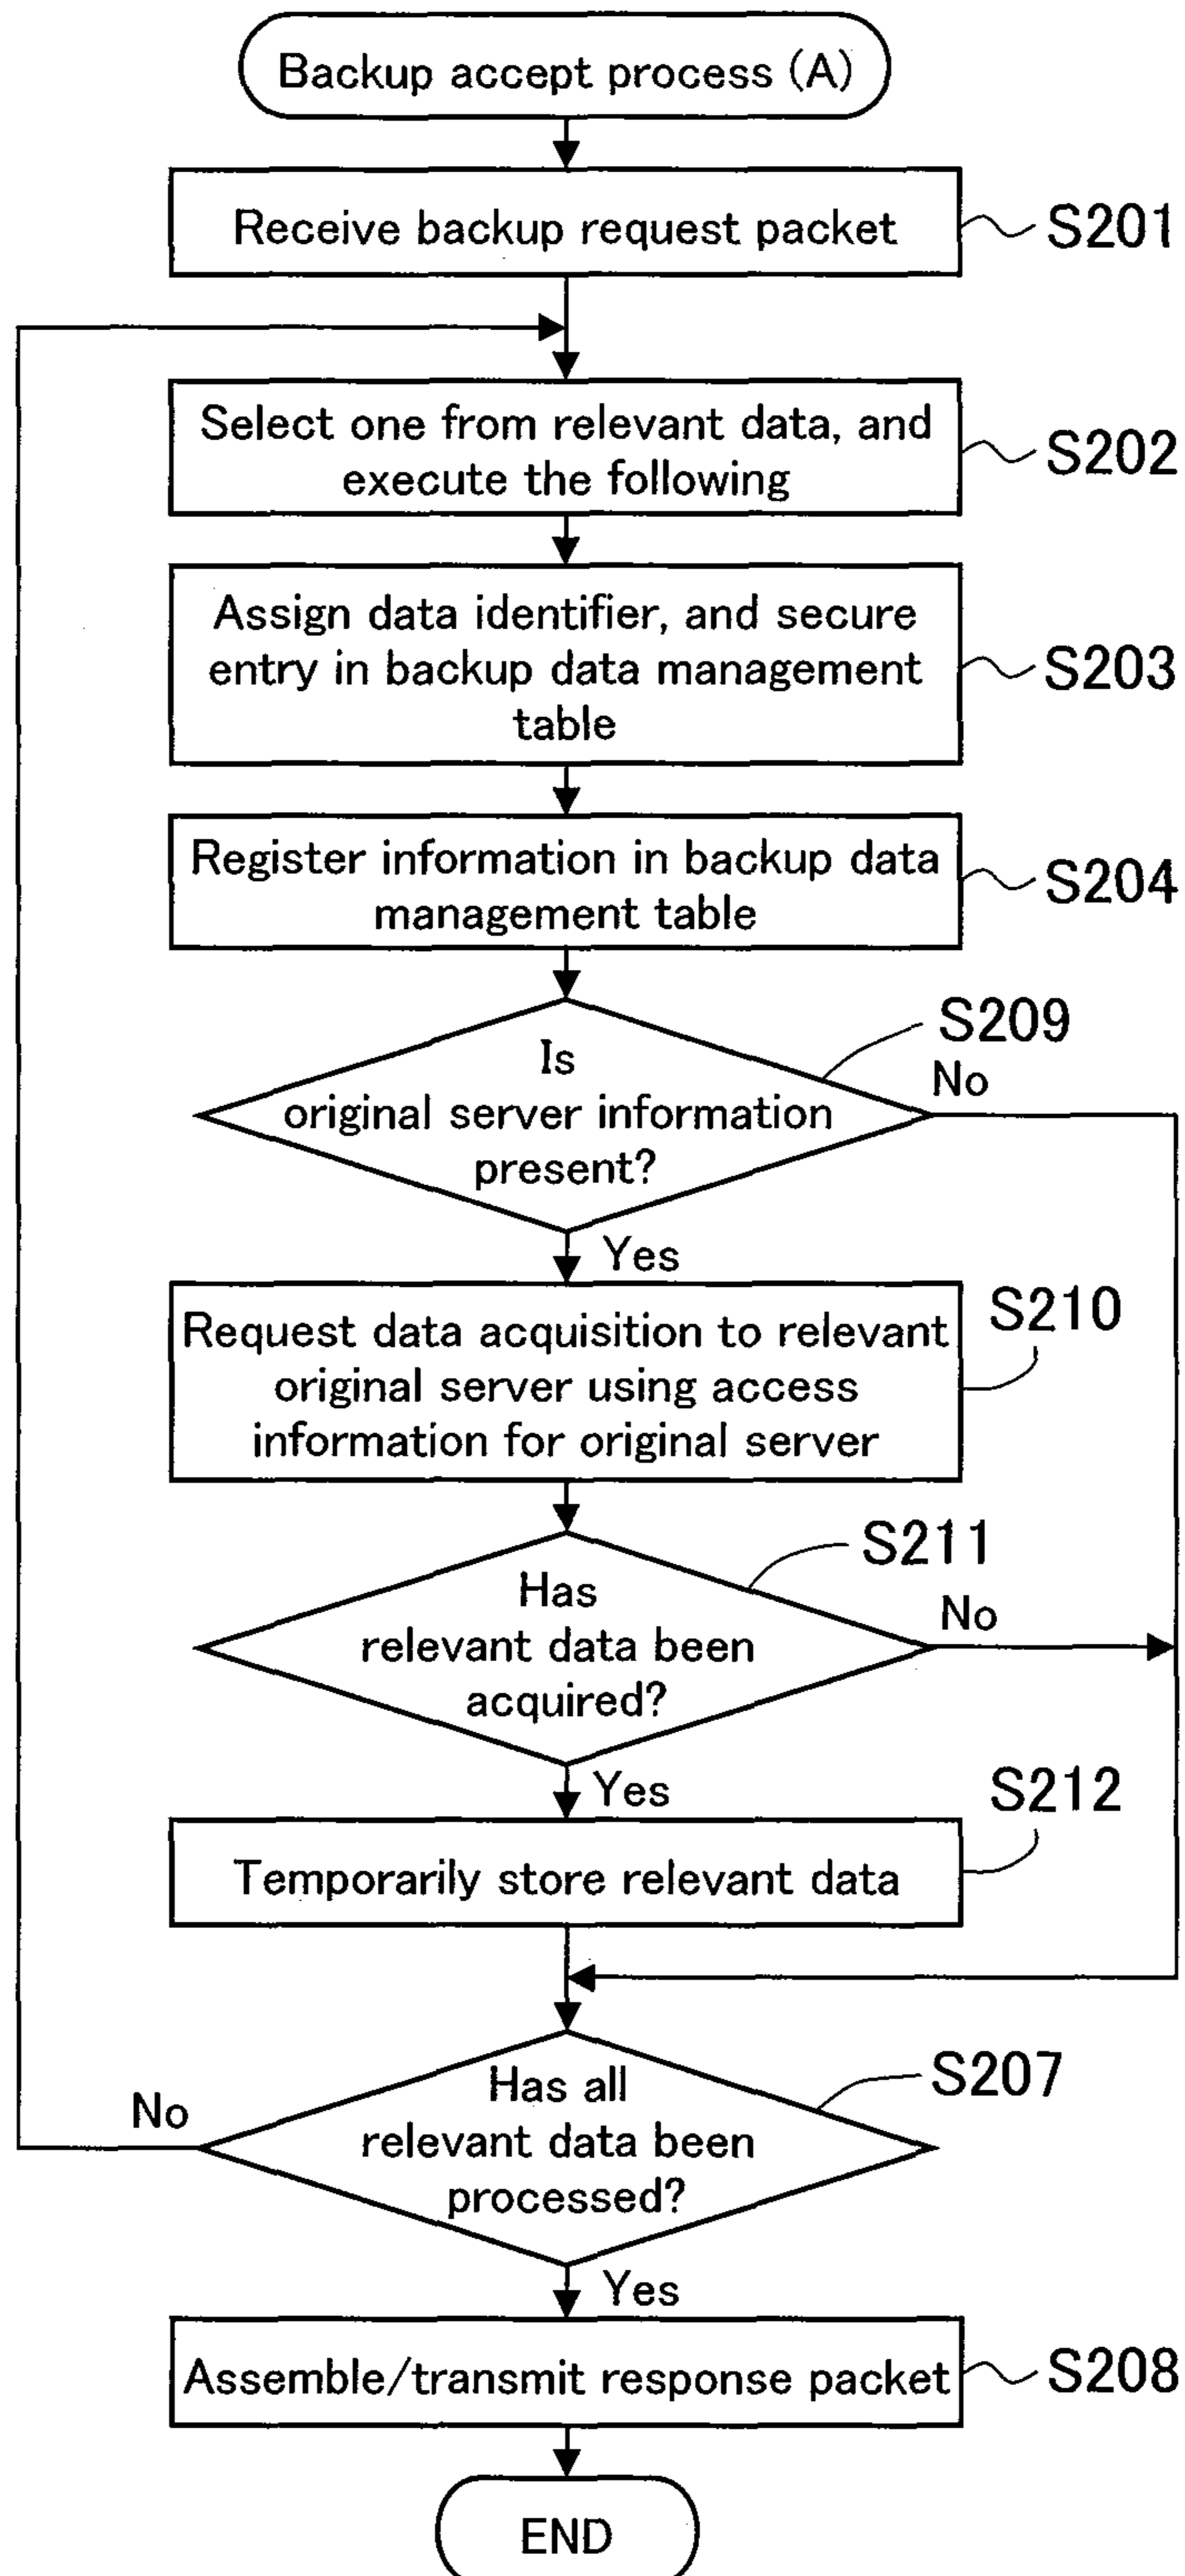 Backup accept process (A)
Receive backup request packet
S201
Select one from relevant data, and
execute the following
S202
Assign data identifier, and secure
entry in backup data management
table
S203
Register information in backup data
management table
S204
Is
original server information
present?
S209
No
Yes
Request data acquisition to relevant
original server using access
information for original server
S210
Has
relevant data been
acquired?
S211
No
Yes
Temporarily store relevant data
S212
Has all
relevant data been
processed?
S207
No
Yes
Assemble/transmit response packet
S208
END